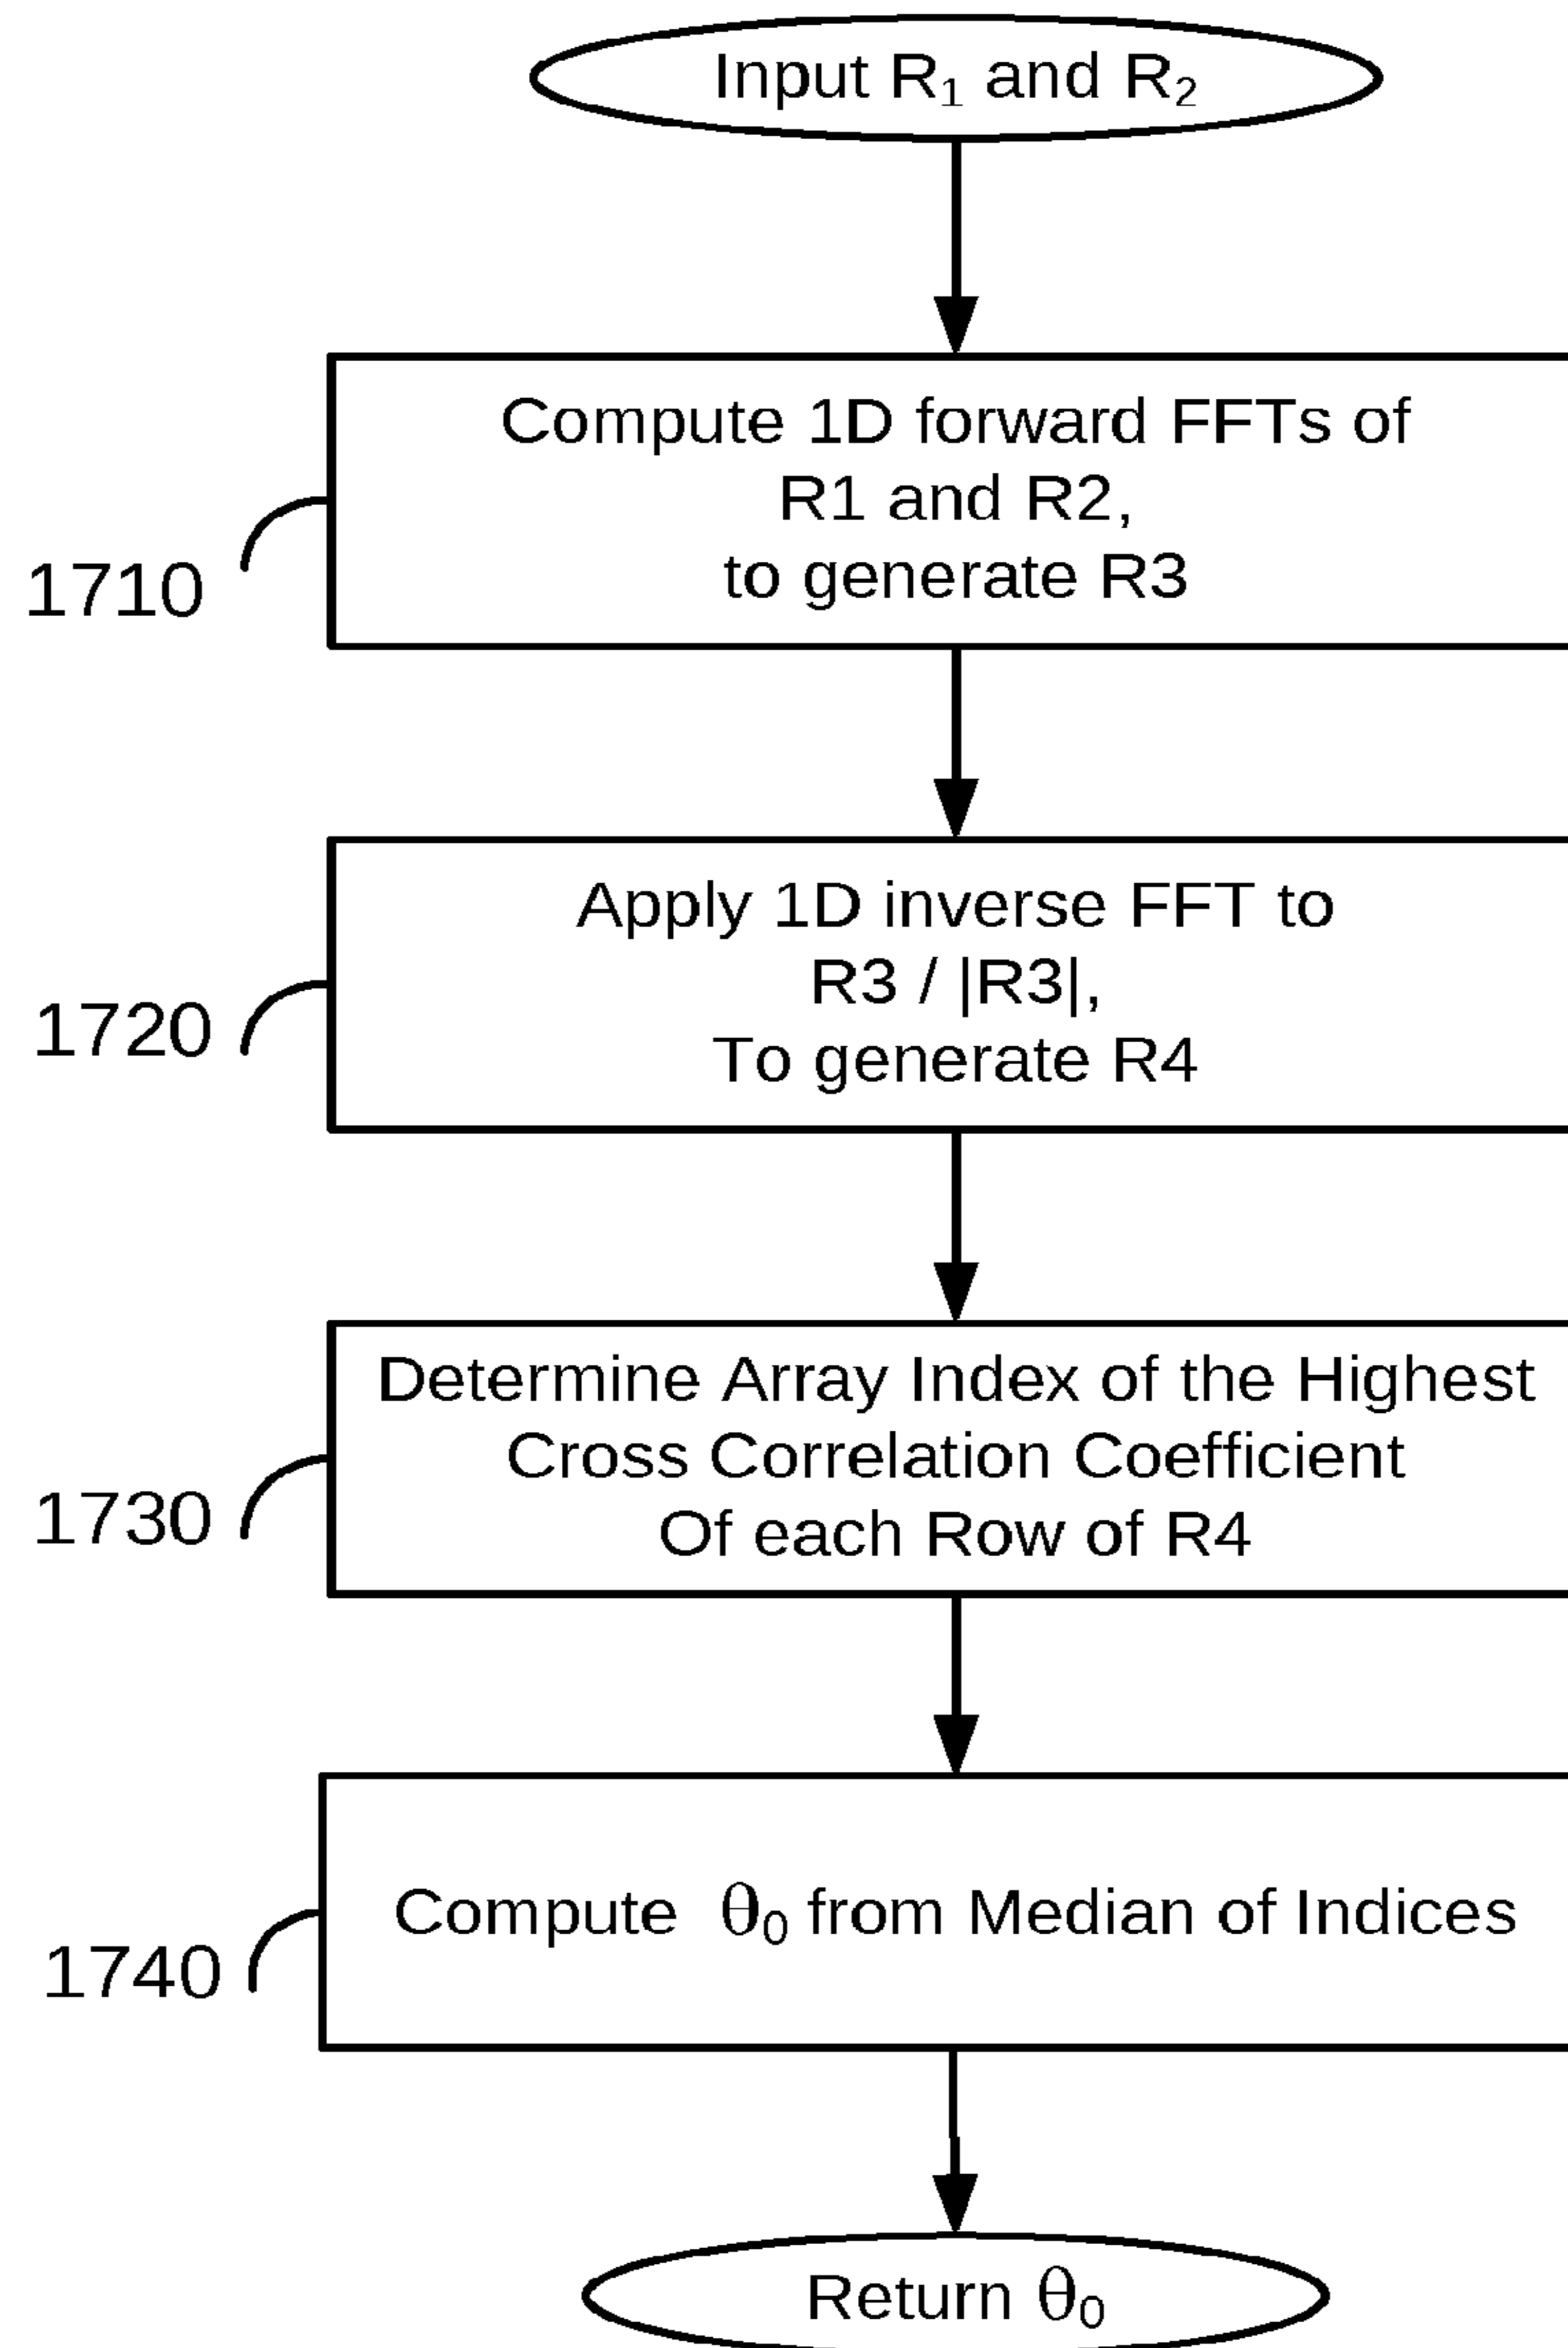 Input R₁ and R₂
Compute 1D forward FFTs of
R1 and R2,
to generate R3
1710
Apply 1D inverse FFT to
R3 / |R3|,
To generate R4
1720
Determine Array Index of the Highest
Cross Correlation Coefficient
Of each Row of R4
1730
Compute θ₀ from Median of Indices
1740
Return θ₀